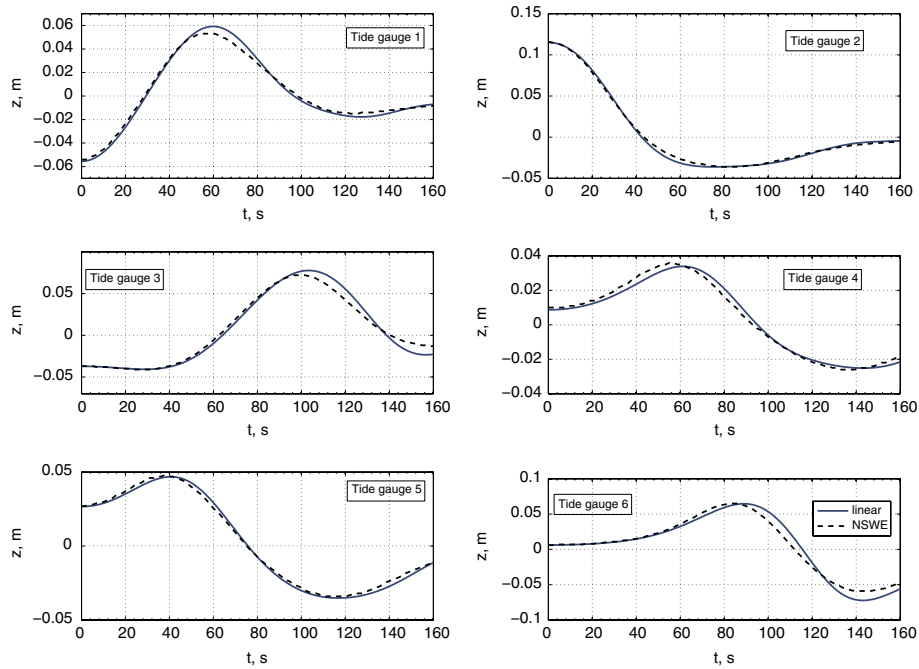 0.06
0.04
0.02
0
−0.02
−0.04
−0.06
z, m
0 20 40 60 80 100 120 140 160
t, s
Tide gauge 1
0.15
0.1
0.05
0
−0.05
z, m
0 20 40 60 80 100 120 140 160
t, s
Tide gauge 2
0.05
0
−0.05
z, m
0 20 40 60 80 100 120 140 160
t, s
Tide gauge 3
0.04
0.02
0
−0.02
−0.04
z, m
0 20 40 60 80 100 120 140 160
t, s
Tide gauge 4
0.05
0
−0.05
z, m
0 20 40 60 80 100 120 140 160
t, s
Tide gauge 5
0.1
0.05
0
−0.05
−0.1
z, m
0 20 40 60 80 100 120 140 160
t, s
Tide gauge 6
linear
NSWE